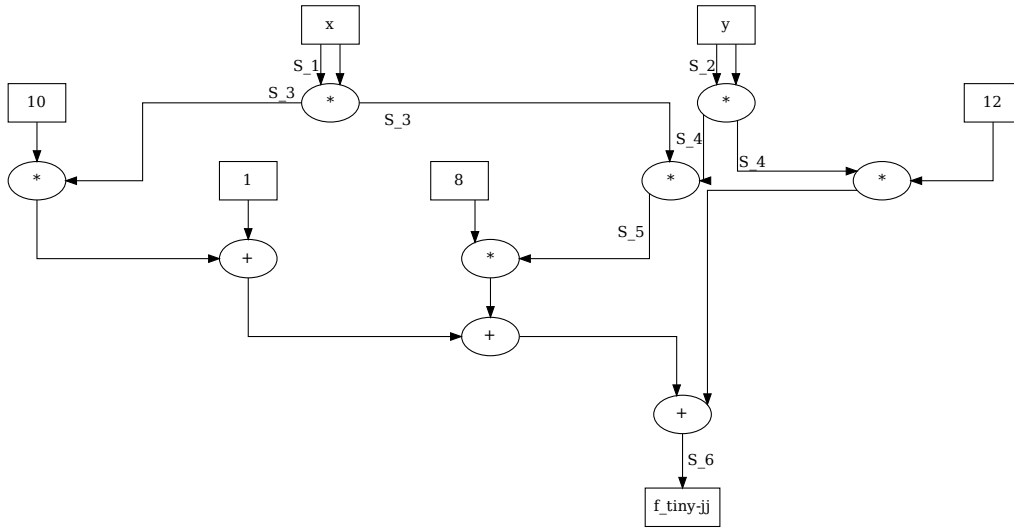 x
y
S_1
S_2
S_3
10
*
*
12
S_3
S_4
S_4
*
1
8
*
*
S_5
+
*
+
+
S_6
f_tiny-jj